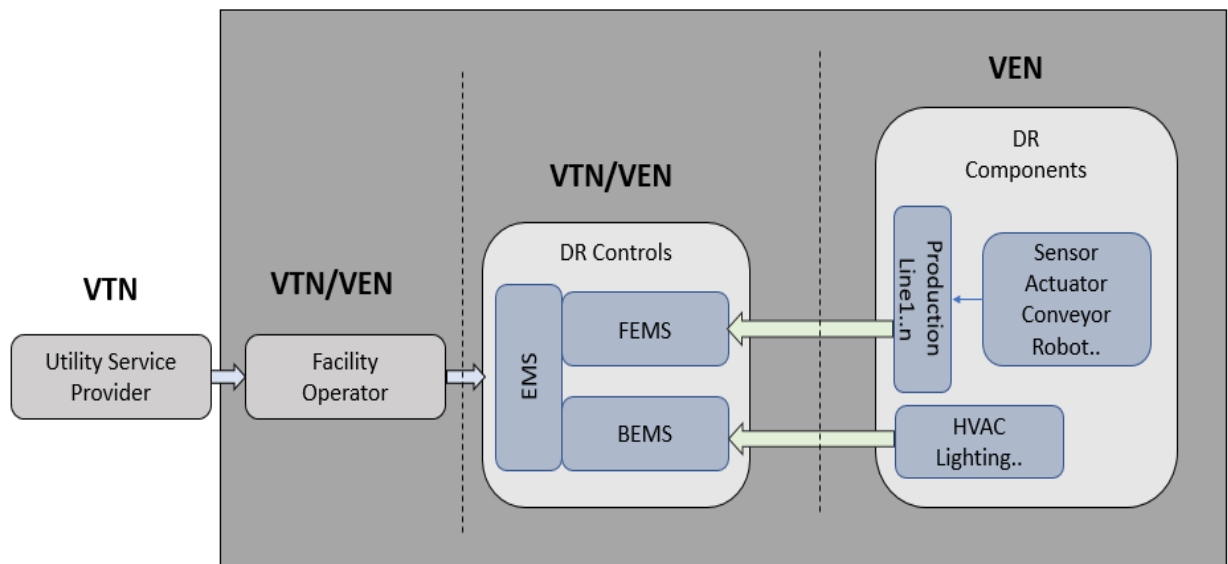 VTN
Utility Service
Provider
VTN/VEN
Facility
Operator
VTN/VEN
DR Controls
EMS
FEMS
BEMS
VEN
DR
Components
Production
Line1..n
Sensor
Actuator
Conveyor
Robot..
HVAC
Lighting..